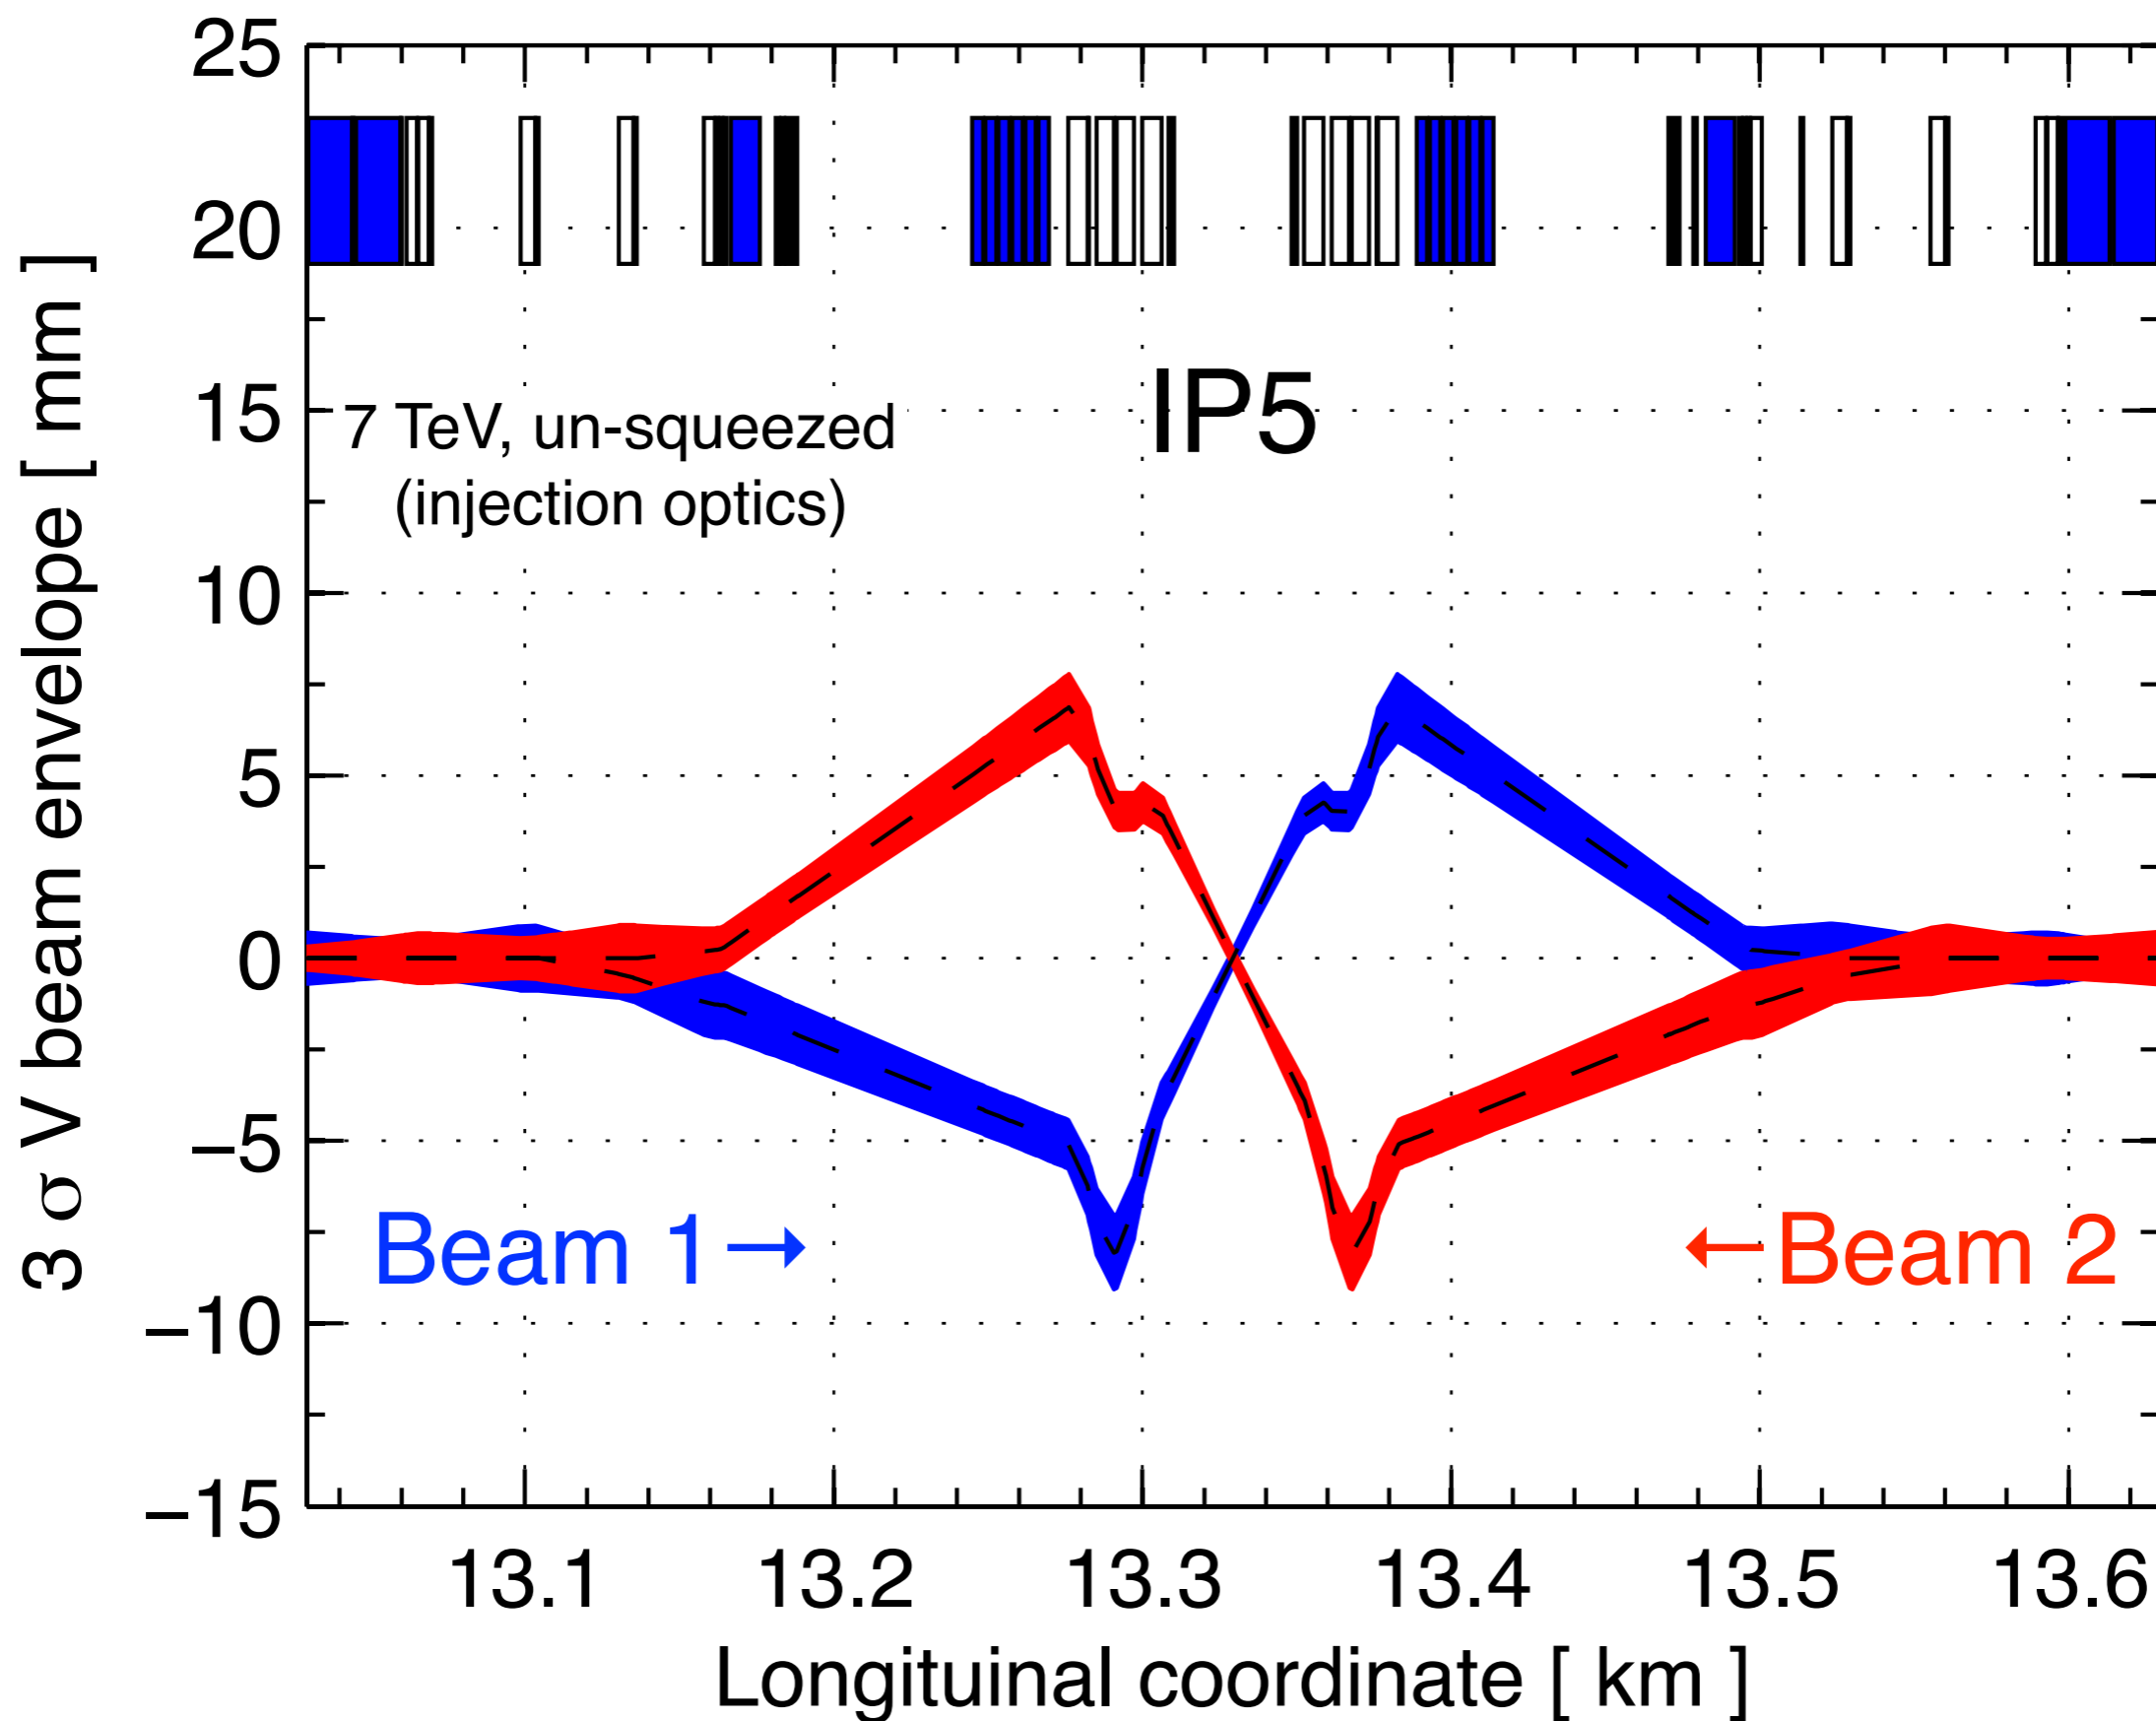 3 σ V beam envelope [ mm ]
25
20
15
10
5
0
−5
−10
−15
IP5
7 TeV, un-squeezed
(injection optics)
Beam 1→
←Beam 2
13.1 13.2 13.3 13.4 13.5 13.6
Longituinal coordinate [ km ]